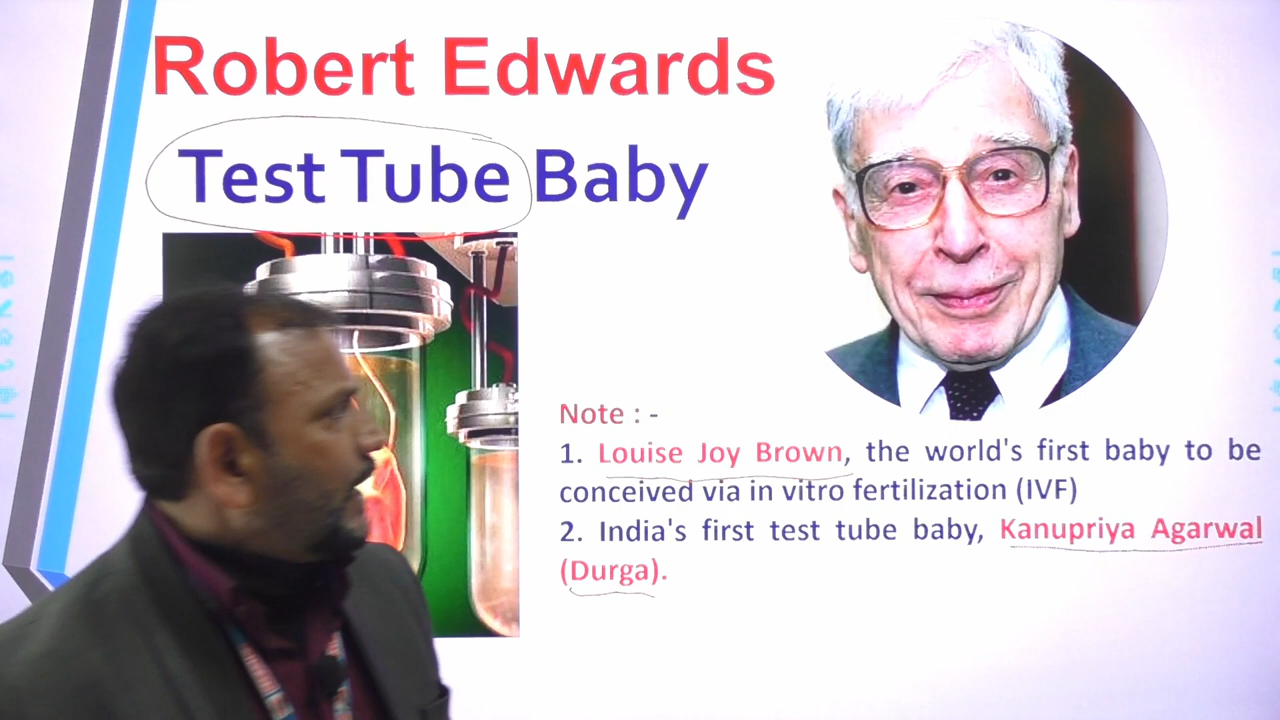 Robert Edwards
Test Tube Baby
Note : -
1. Louise Joy Brown, the world's first baby to be
conceived via in vitro fertilization (IVF)
2. India's first test tube baby, Kanupriya Agarwal
(Durga).